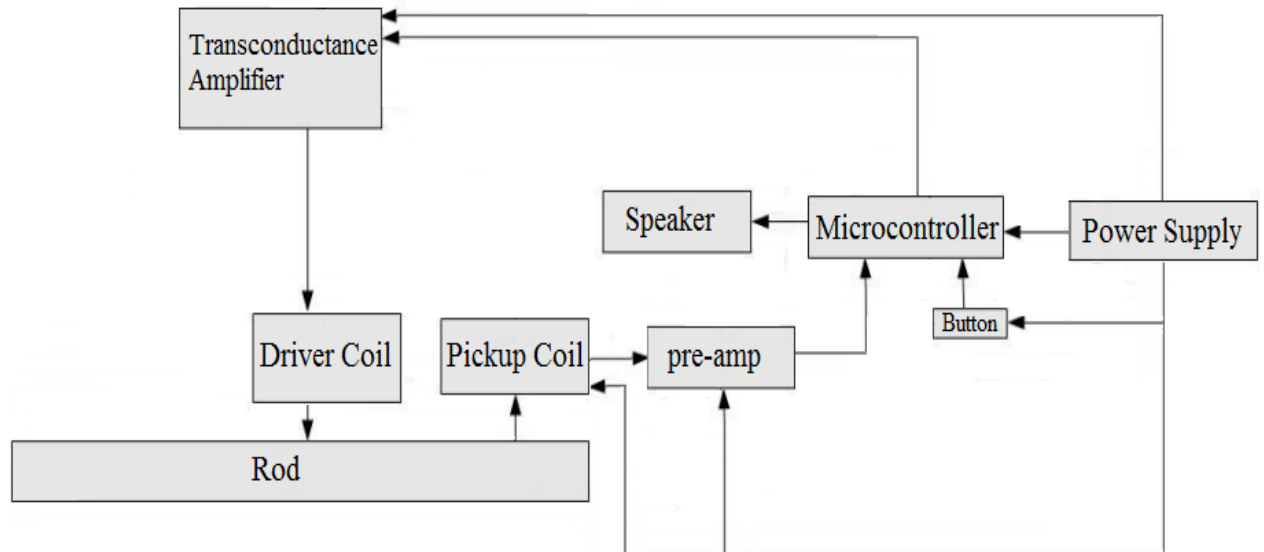 Transconductance
Amplifier
Speaker
Microcontroller
Power Supply
Button
Driver Coil
Pickup Coil
pre-amp
Rod